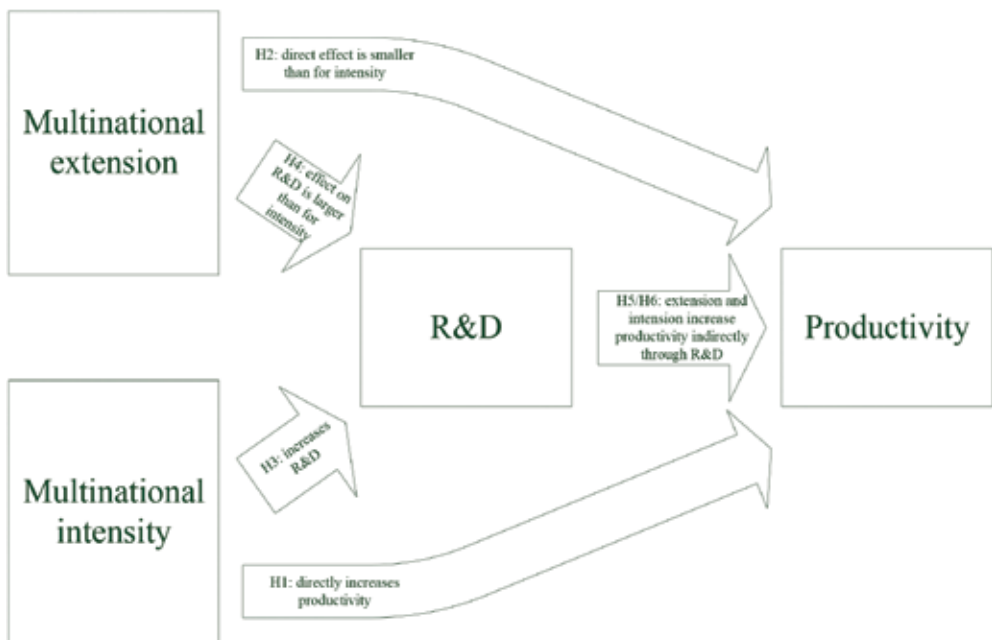 Multinational
extension
H2: direct effect is smaller
than for intensity
H4: effect on
R&D is larger
than for
intensity
R&D
H5/H6: extension and
intension increase
productivity indirectly
through R&D
Productivity
Multinational
intensity
H3: increases
R&D
H1: directly increases
productivity